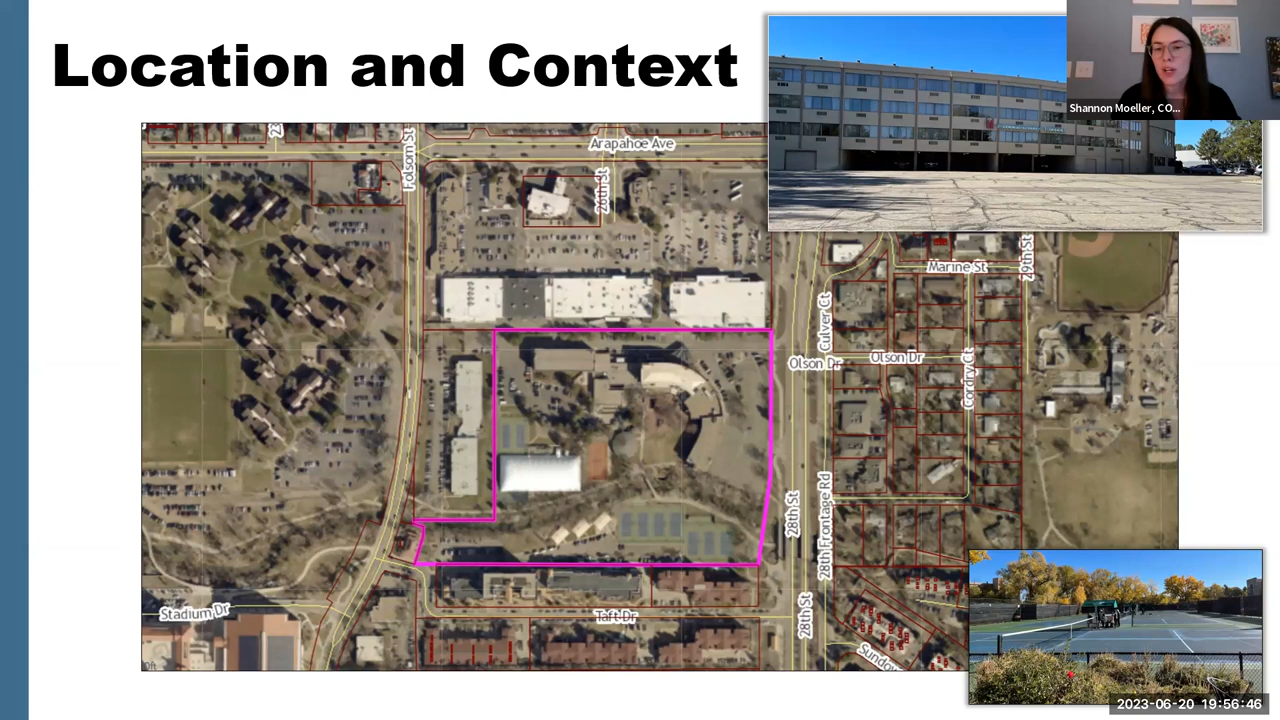 Location and Context
Shannon Moeller, CO...
Arapahoe Ave
Folsom St
26th St
Marine St
29th St
Culver Ct
Olson Dr
Olson Dr
Cordry Ct
28th St
28th Frontage Rd
Stadium Dr
Taft Dr
28th St
2023-06-20 19:56:46